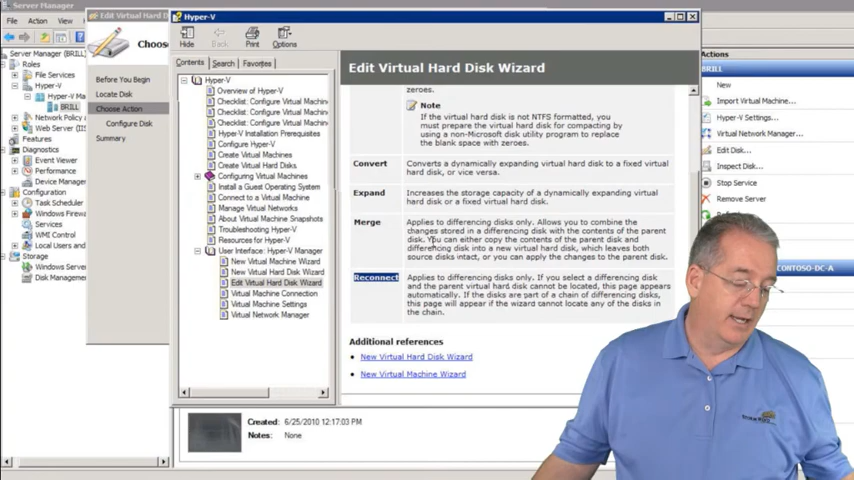 Server Manager
File
Action
Server Manager (BRILL)
Roles
File Services
Hyper-V
Hyper-V Ma
BRILL
Network Policy
Web Server (II
Features
Diagnostics
Event Viewer
Performance
Device Manag
Configuration
Task Scheduler
Windows Firew
Services
WMI Control
Local Users and
Storage
Windows Serve
Disk Management
Edit Virtual Hard D
Choos
Before You Begin
Locate Disk
Choose Action
Configure Disk
Summary
Hyper-V
Hide
Back
Print
Options
Contents
Search
Favorites
Hyper-V
Overview of Hyper-V
Checklist: Configure Virtual Machin
Checklist: Configure Virtual Machin
Checklist: Configure Virtual Machin
Hyper-V Installation Prerequisites
Configure Hyper-V
Create Virtual Machines
Create Virtual Hard Disks
Configuring Virtual Machines
Install a Guest Operating System
Connect to a Virtual Machine
Manage Virtual Networks
About Virtual Machine Snapshots
Troubleshooting Hyper-V
Resources for Hyper-V
User Interface: Hyper-V Manager
New Virtual Machine Wizard
New Virtual Hard Disk Wizard
Edit Virtual Hard Disk Wizard
Virtual Machine Connection
Virtual Machine Settings
Virtual Network Manager
Edit Virtual Hard Disk Wizard
zeroes.
Note
If the virtual hard disk is not NTFS formatted, you
must prepare the virtual hard disk for compacting by
using a non-Microsoft disk utility program to replace
the blank space with zeroes.
Convert
Converts a dynamically expanding virtual hard disk to a fixed virtual
hard disk, or vice versa.
Expand
Increases the storage capacity of a dynamically expanding virtual
hard disk or a fixed virtual hard disk.
Merge
Applies to differencing disks only. Allows you to combine the
changes stored in a differencing disk with the contents of the parent
disk. You can either copy the contents of the parent disk and
differencing disk into a new virtual hard disk, which leaves both
source disks intact, or you can apply the changes to the parent disk.
Reconnect
Applies to differencing disks only. If you select a differencing disk
and the parent virtual hard disk cannot be located, this page appears
automatically. If the disks are part of a chain of differencing disks,
this page will appear if the wizard cannot locate any of the disks in
the chain.
Additional references
New Virtual Hard Disk Wizard
New Virtual Machine Wizard
Created: 6/25/2010 12:17:03 PM
Notes: None
Actions
BRILL
New
Import Virtual Machine...
Hyper-V Settings...
Virtual Network Manager...
Edit Disk...
Inspect Disk...
Stop Service
Remove Server
CONTOSO-DC-A